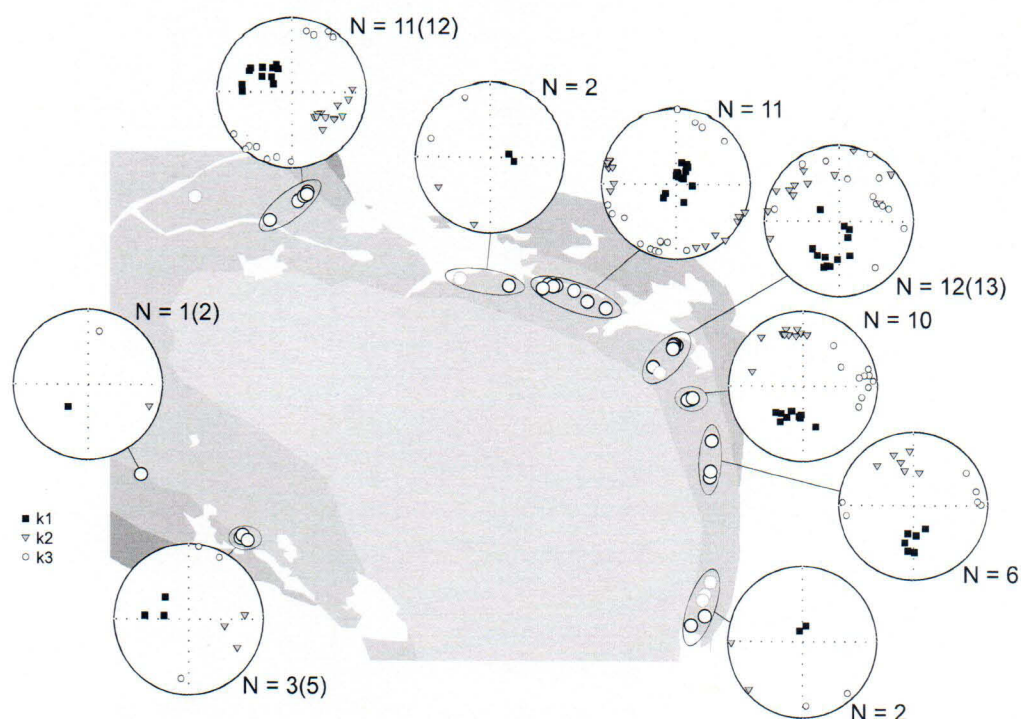 N = 11(12)
N = 2
N = 11
N = 12(13)
N = 1(2)
N = 10
k1
k2
k3
N = 6
N = 3(5)
N = 2